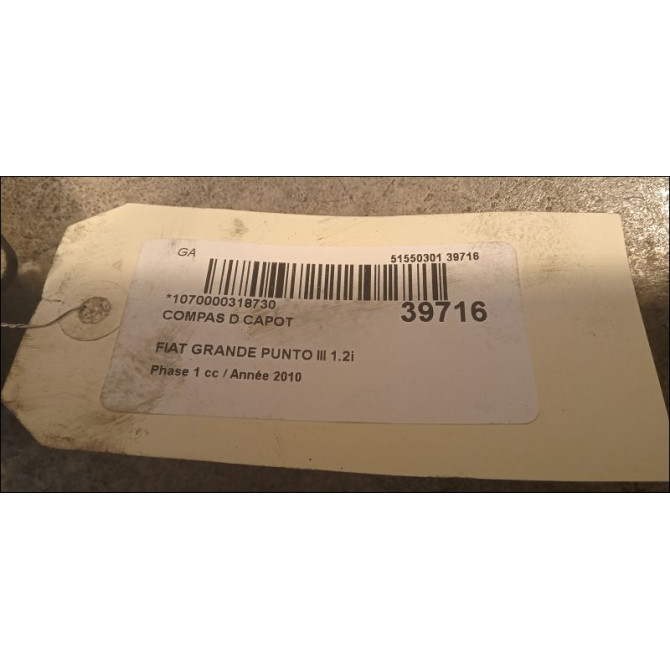 GA
51550301 39716
*1070000318730
39716
COMPAS D CAPOT
FIAT GRANDE PUNTO III 1.2i
Phase 1 cc / Année 2010